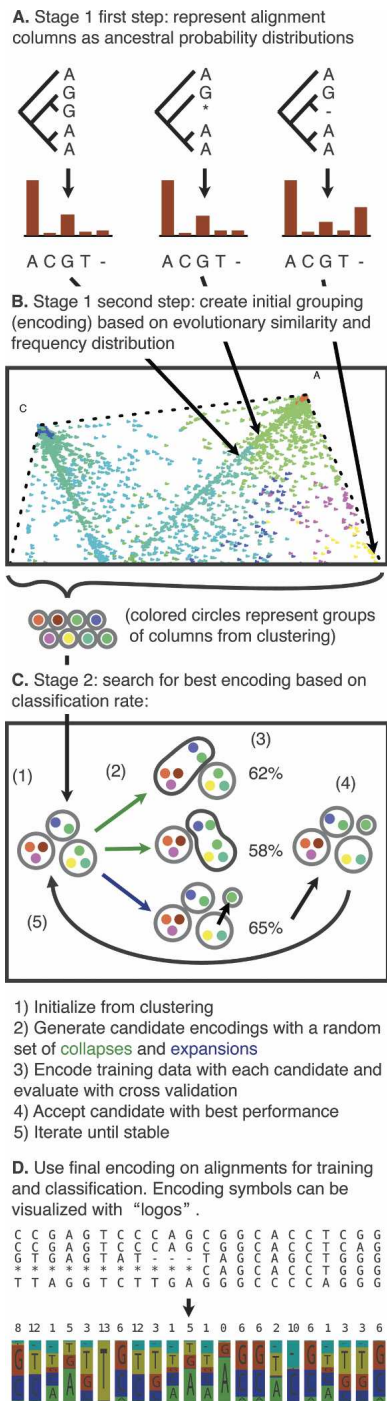 A. Stage 1 first step: represent alignment
columns as ancestral probability distributions
A
G
G
A
A
A
G
*
A
A
A
G
-
A
A
A C G T -
A C G T -
A C G T -
B. Stage 1 second step: create initial grouping
(encoding) based on evolutionary similarity and
frequency distribution
C
A
(colored circles represent groups
of columns from clustering)
C. Stage 2: search for best encoding based on
classification rate:
(1)
(2)
(3)
(4)
(5)
62%
58%
65%
1) Initialize from clustering
2) Generate candidate encodings with a random
set of collapses and expansions
3) Encode training data with each candidate and
evaluate with cross validation
4) Accept candidate with best performance
5) Iterate until stable
D. Use final encoding on alignments for training
and classification. Encoding symbols can be
visualized with “logos”.
T T A G G T C T T G A G G G C C C C A G G G
8 12 1 5 3 13 6 12 3 1 5 1 0 6 6 2 10 6 1 3 3 6